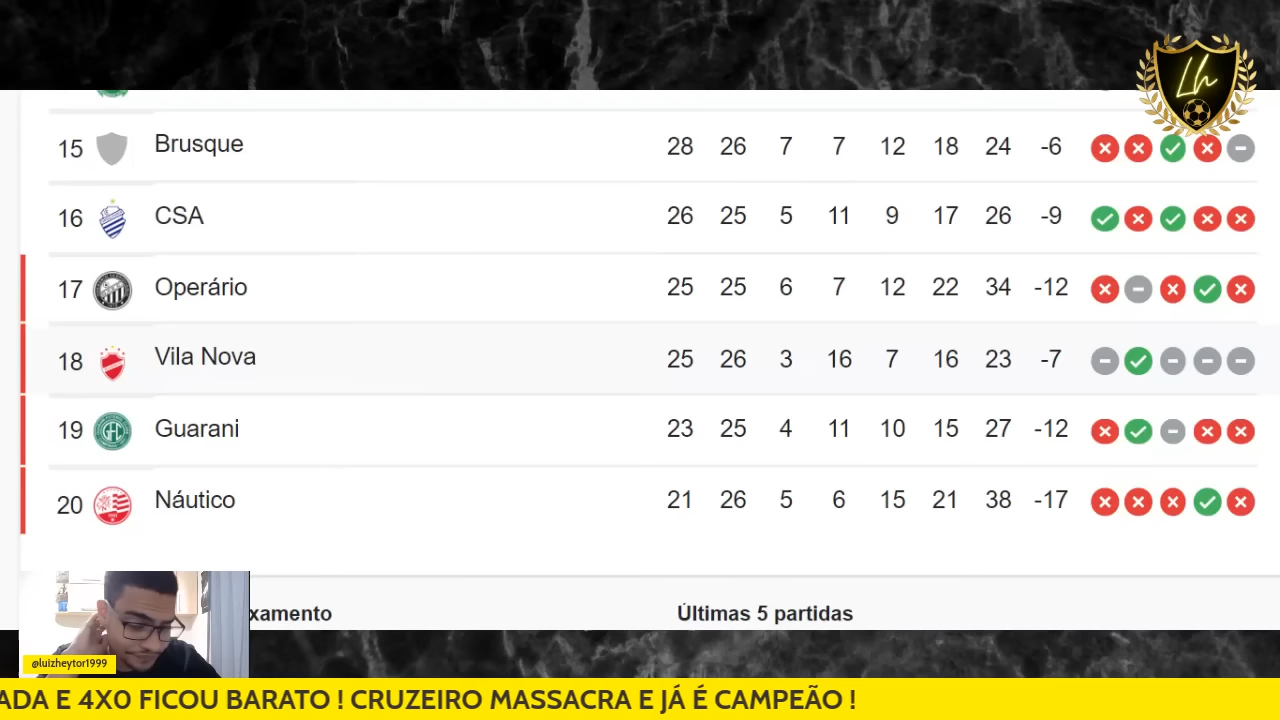 Lh
15 Brusque 28 26 7 7 12 18 24 -6
16 CSA 26 25 5 11 9 17 26 -9
17 Operário 25 25 6 7 12 22 34 -12
18 Vila Nova 25 26 3 16 7 16 23 -7
19 Guarani 23 25 4 11 10 15 27 -12
20 Náutico 21 26 5 6 15 21 38 -17
xamento Últimas 5 partidas
@luizheytor1999
ADA E 4X0 FICOU BARATO ! CRUZEIRO MASSACRA E JÁ É CAMPEÃO !